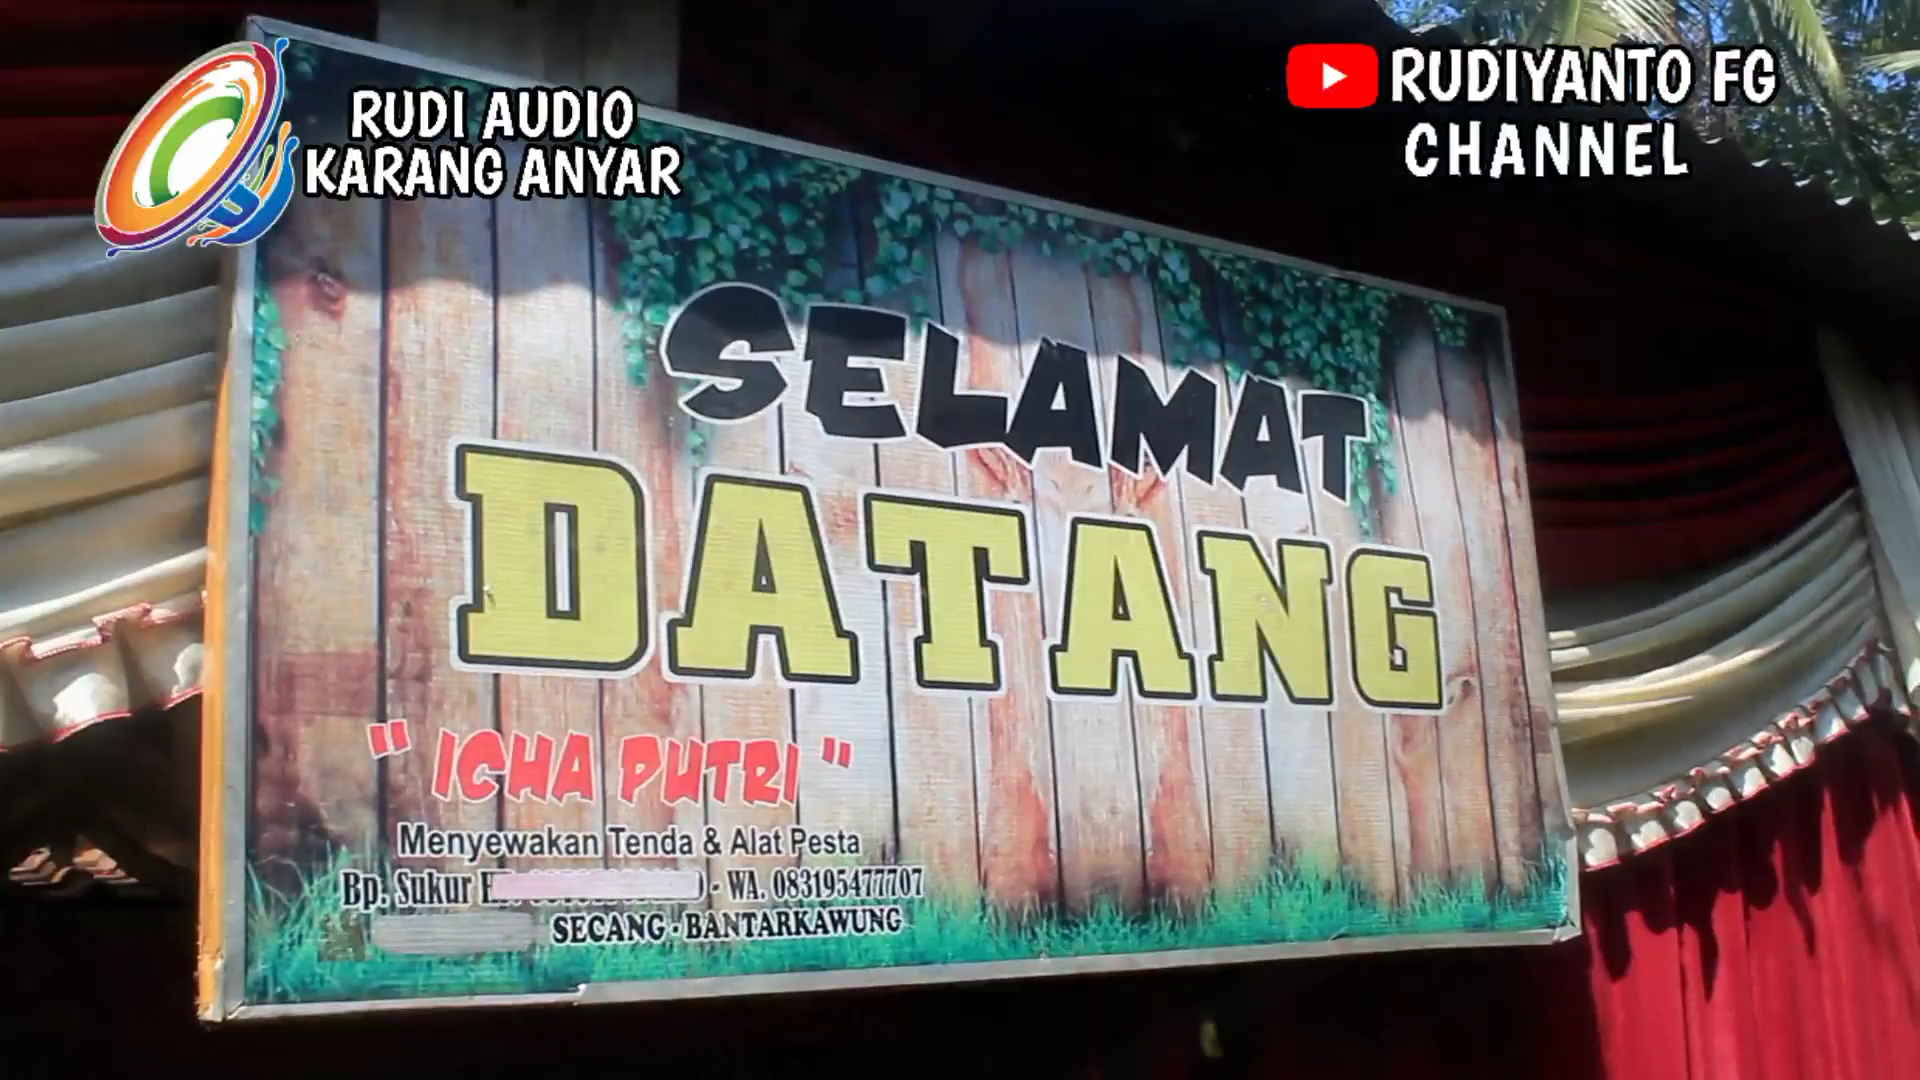 RUDI AUDIO
KARANG ANYAR
RUDIYANTO FG
CHANNEL
SELAMAT
DATANG
" ICHA PUTRI "
Menyewakan Tenda & Alat Pesta
Bp. Sukur - WA. 083195477707
SECANG - BANTARKAWUNG